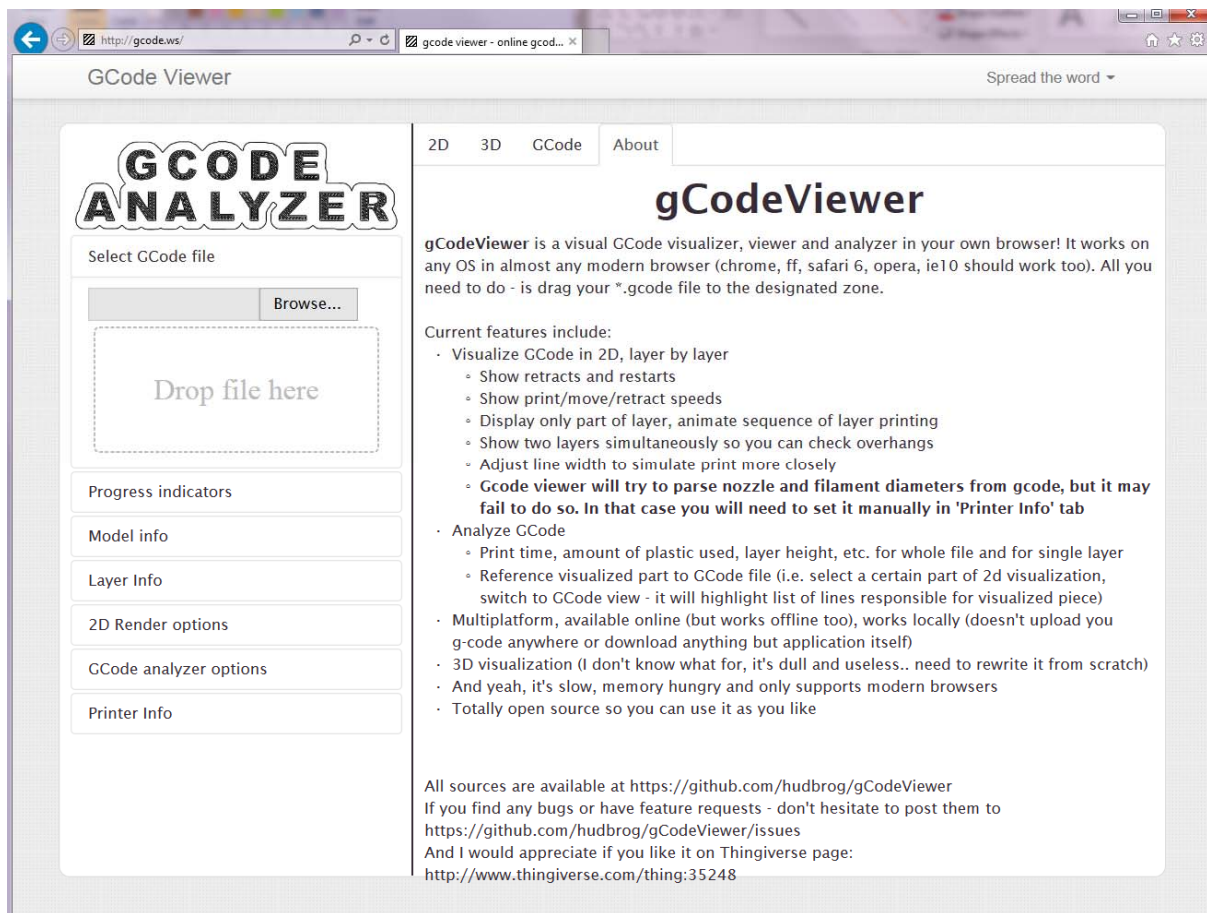 http://gcode.ws/
gcode viewer - online gcod...
GCode Viewer
Spread the word
GCODE
ANALYZER
Select GCode file
Browse...
Drop file here
Progress indicators
Model info
Layer Info
2D Render options
GCode analyzer options
Printer Info
2D 3D GCode About
gCodeViewer
gCodeViewer is a visual GCode visualizer, viewer and analyzer in your own browser! It works on
any OS in almost any modern browser (chrome, ff, safari 6, opera, ie10 should work too). All you
need to do - is drag your *.gcode file to the designated zone.
Current features include:
· Visualize GCode in 2D, layer by layer
◦ Show retracts and restarts
◦ Show print/move/retract speeds
◦ Display only part of layer, animate sequence of layer printing
◦ Show two layers simultaneously so you can check overhangs
◦ Adjust line width to simulate print more closely
◦ Gcode viewer will try to parse nozzle and filament diameters from gcode, but it may
fail to do so. In that case you will need to set it manually in 'Printer Info' tab
· Analyze GCode
◦ Print time, amount of plastic used, layer height, etc. for whole file and for single layer
◦ Reference visualized part to GCode file (i.e. select a certain part of 2d visualization,
switch to GCode view - it will highlight list of lines responsible for visualized piece)
· Multiplatform, available online (but works offline too), works locally (doesn't upload you
g-code anywhere or download anything but application itself)
· 3D visualization (I don't know what for, it's dull and useless.. need to rewrite it from scratch)
· And yeah, it's slow, memory hungry and only supports modern browsers
· Totally open source so you can use it as you like
All sources are available at https://github.com/hudbrog/gCodeViewer
If you find any bugs or have feature requests - don't hesitate to post them to
https://github.com/hudbrog/gCodeViewer/issues
And I would appreciate if you like it on Thingiverse page:
http://www.thingiverse.com/thing:35248